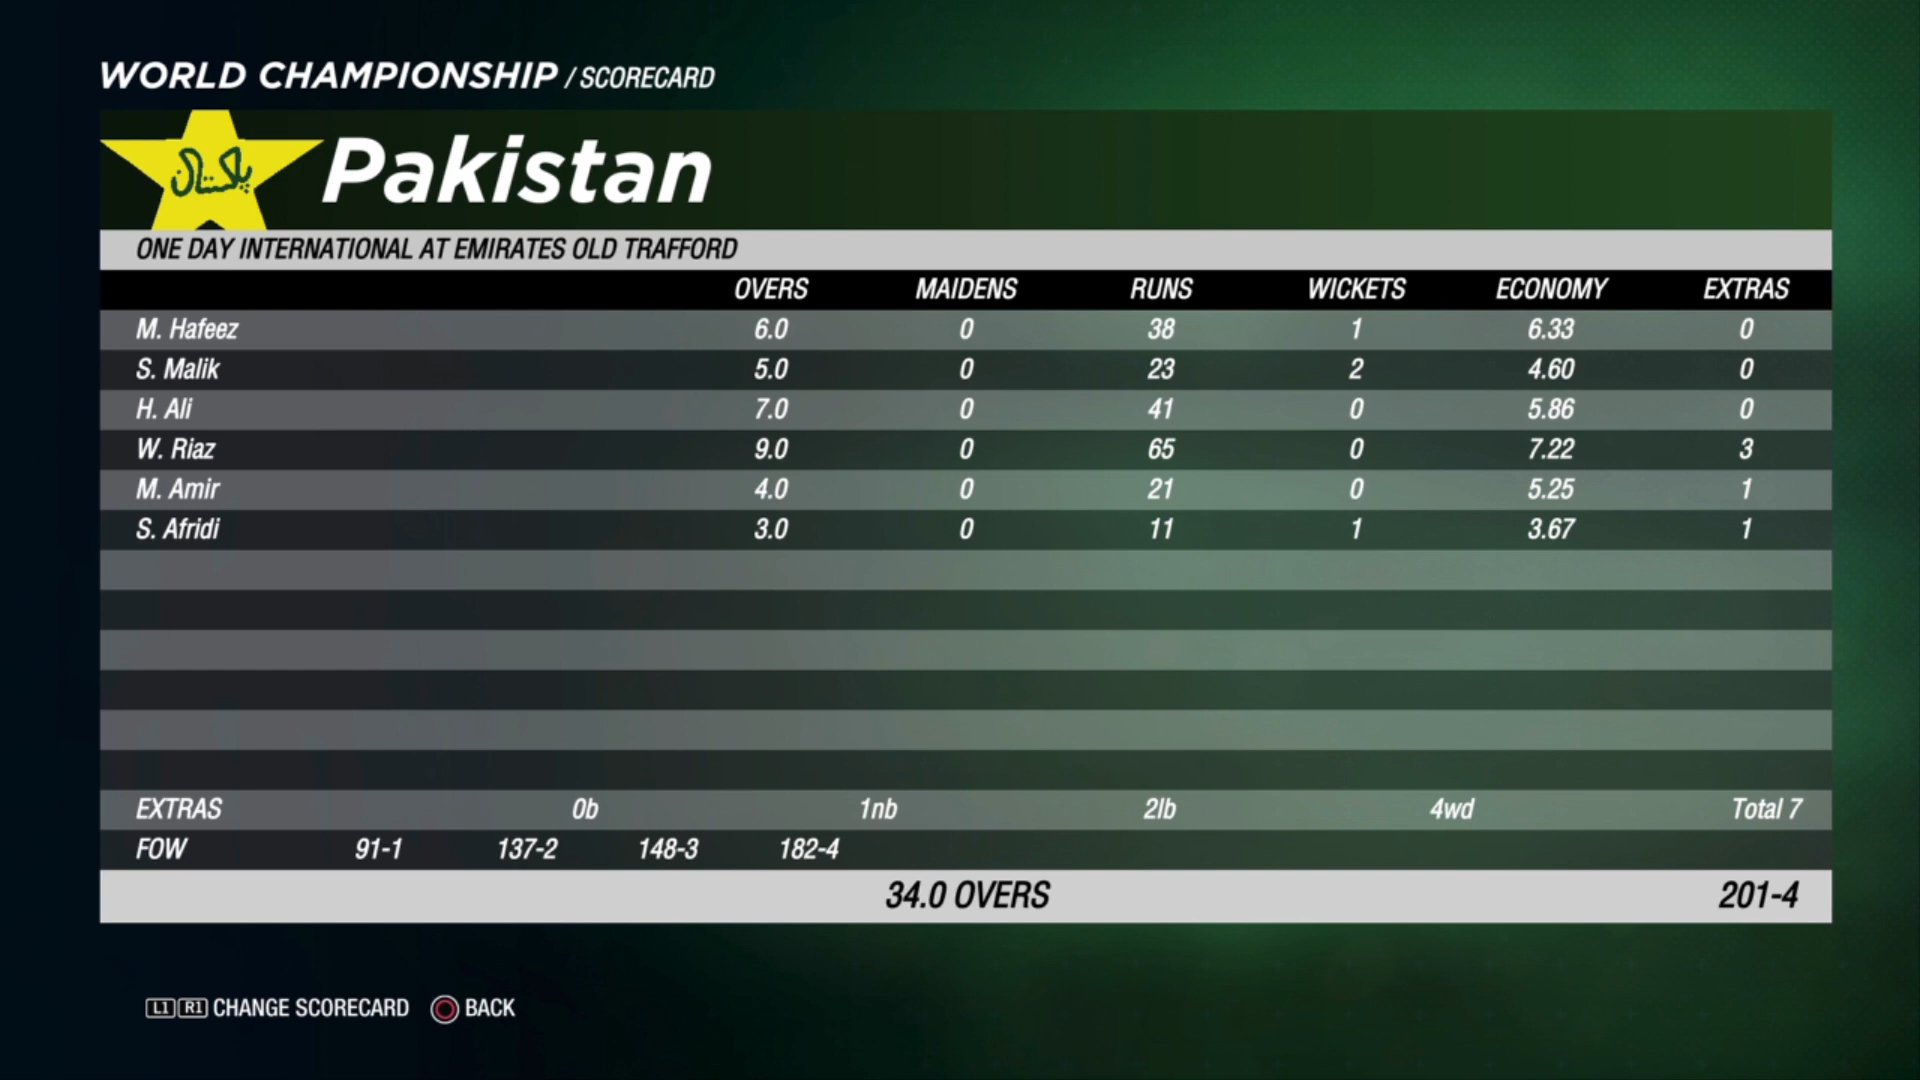 WORLD CHAMPIONSHIP / SCORECARD
پاکستان Pakistan
ONE DAY INTERNATIONAL AT EMIRATES OLD TRAFFORD
OVERS MAIDENS RUNS WICKETS ECONOMY EXTRAS
M. Hafeez 6.0 0 38 1 6.33 0
S. Malik 5.0 0 23 2 4.60 0
H. Ali 7.0 0 41 0 5.86 0
W. Riaz 9.0 0 65 0 7.22 3
M. Amir 4.0 0 21 0 5.25 1
S. Afridi 3.0 0 11 1 3.67 1
EXTRAS 0b 1nb 2lb 4wd Total 7
FOW 91-1 137-2 148-3 182-4
34.0 OVERS 201-4
L1 R1 CHANGE SCORECARD BACK